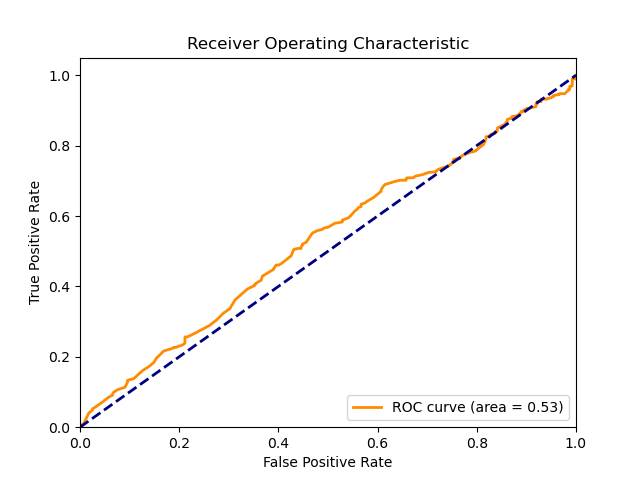 Receiver Operating Characteristic
True Positive Rate
1.0
0.8
0.6
0.4
0.2
0.0
ROC curve (area = 0.53)
0.0 0.2 0.4 0.6 0.8 1.0
False Positive Rate